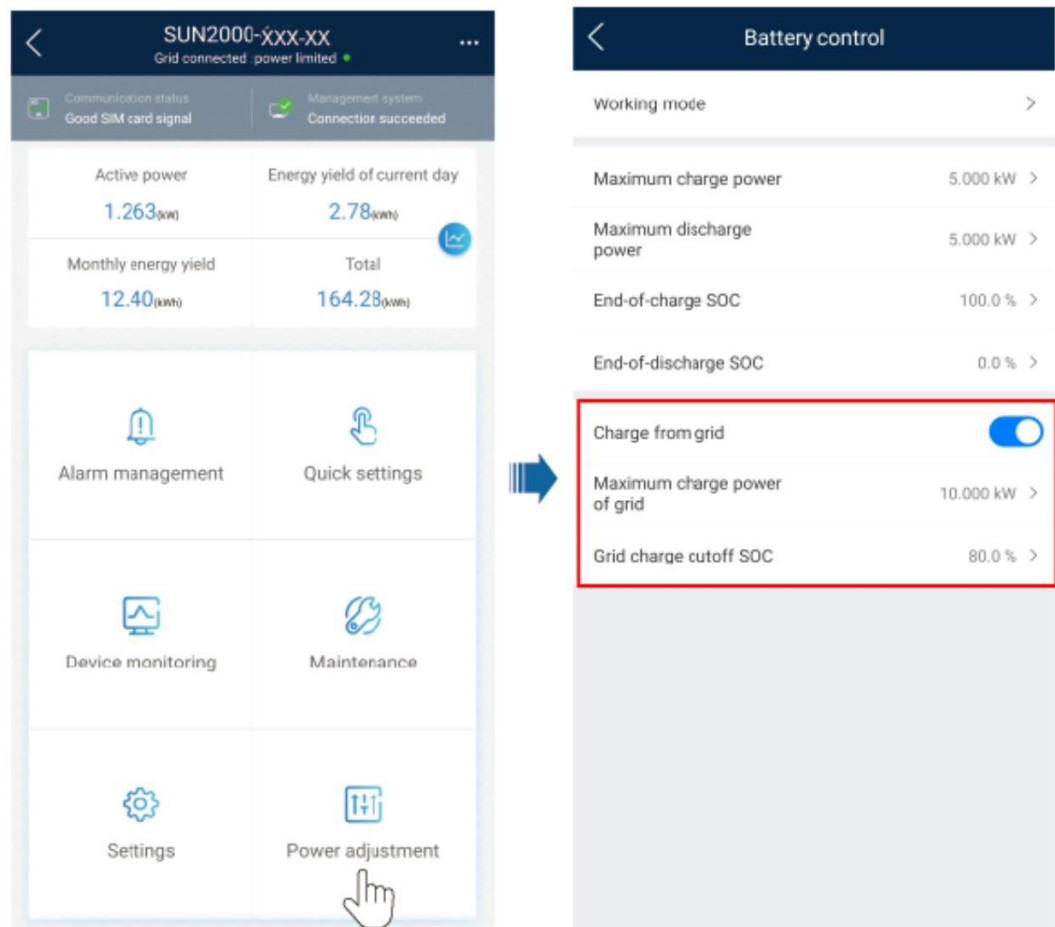 SUN2000-XXX-XX
Grid connected :power limited
Communication status
Good SIM card signal
Management system
Connection succeeded
Active power
1.263(kW)
Energy yield of current day
2.78(kWh)
Monthly energy yield
12.40(kWh)
Total
164.28(kWh)
Alarm management
Quick settings
Device monitoring
Maintenance
Settings
Power adjustment
Battery control
Working mode
Maximum charge power 5.000 kW
Maximum discharge
power 5.000 kW
End-of-charge SOC 100.0 %
End-of-discharge SOC 0.0 %
Charge from grid
Maximum charge power
of grid 10.000 kW
Grid charge cutoff SOC 80.0 %